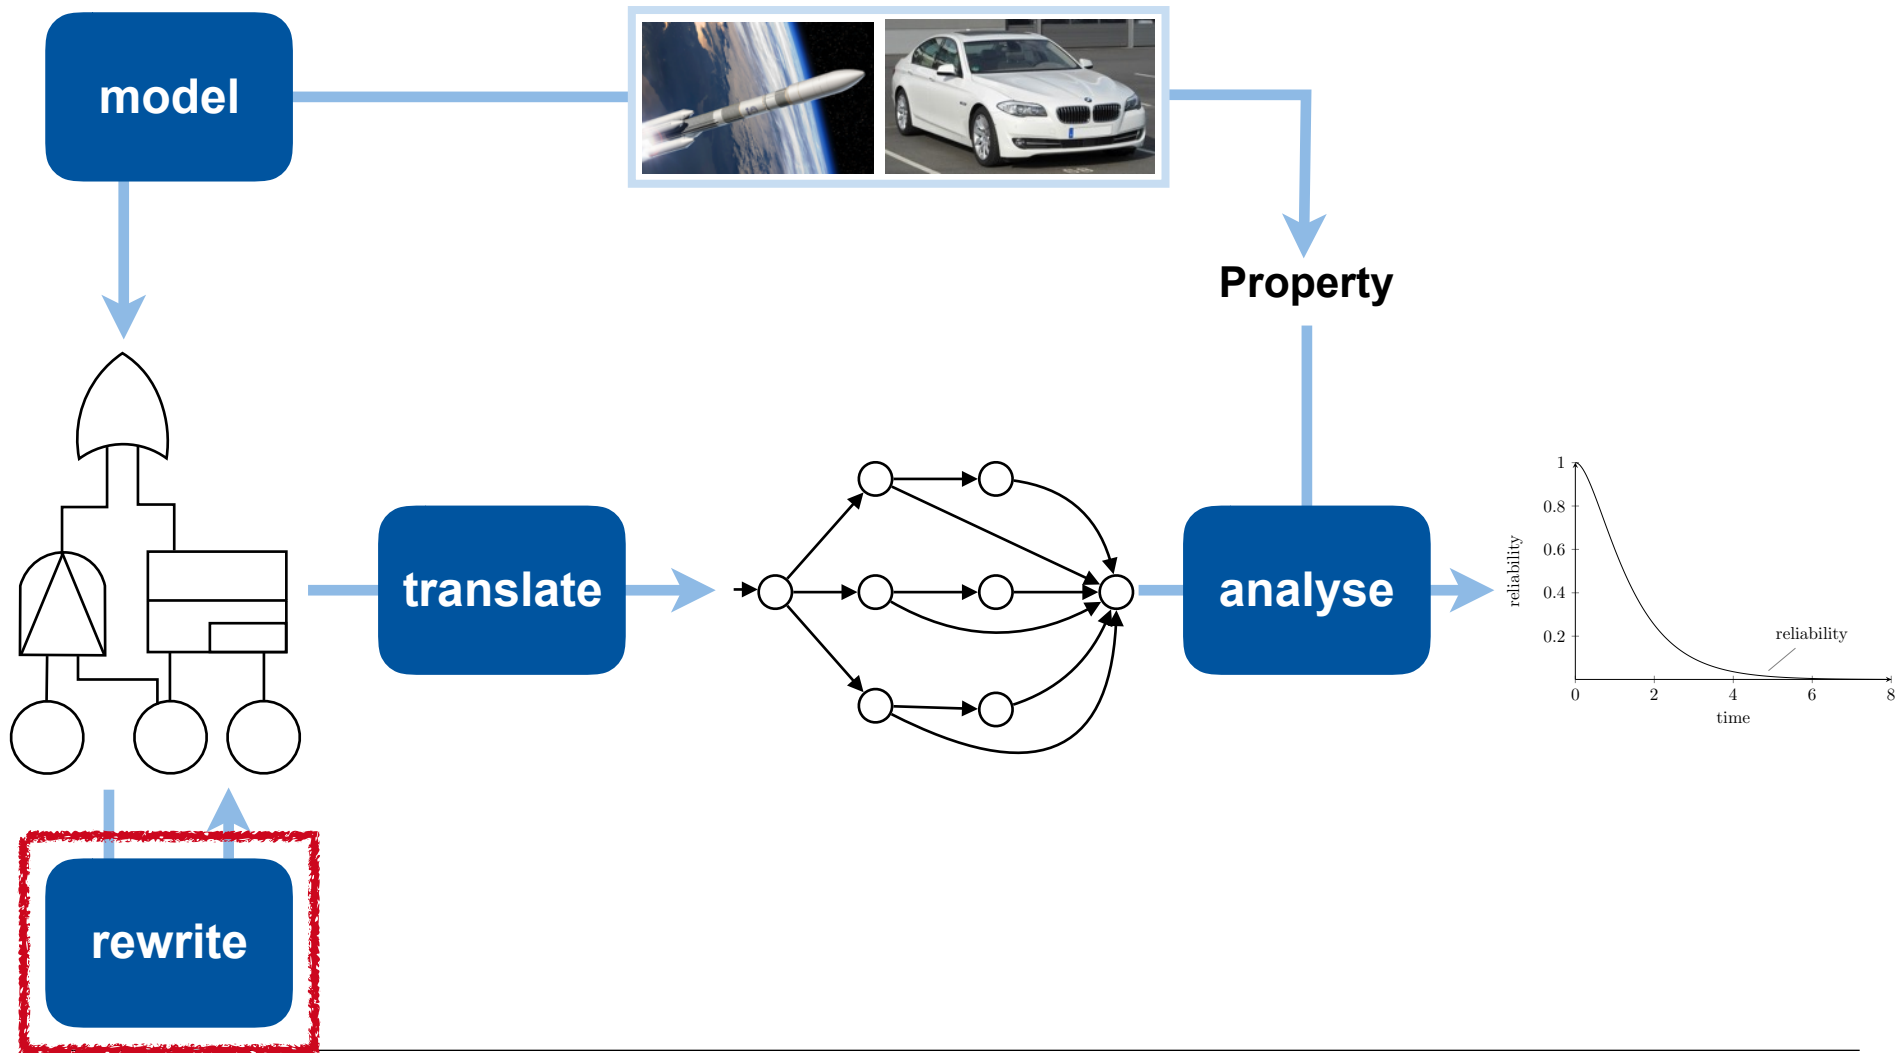 model
Property
translate
analyse
1
0.8
0.6
0.4
0.2
reliability
reliability
0
2
4
6
8
time
rewrite